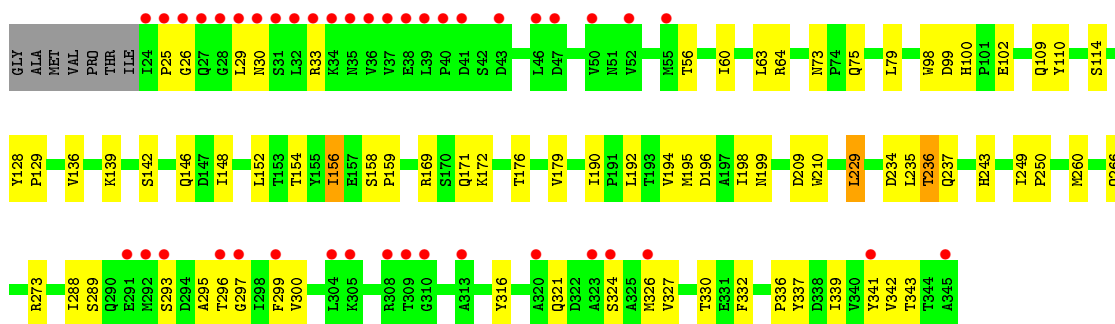 GLY ALA MET VAL PRO THR ILE I24 P25 G26 Q27 G28 L29 N30 S31 L32 R33 K34 N35 V36 V37 E38 L39 P40 D41 S42 D43 L46 D47 V50 N51 V52 M55 T56 I60 L63 R64 N73 P74 Q75 L79 W98 D99 H100 P101 E102 Q109 Y110 S114
Y128 P129 V136 K139 S142 Q146 D147 I148 L152 T153 T154 Y155 I156 E157 S158 P159 R169 S170 Q171 K172 T176 V179 I190 P191 L192 T193 V194 M195 D196 A197 I198 N199 D209 W210 L229 D234 L235 T236 Q237 H243 I249 P250 M260
R273 I288 S289 Q290 E291 M292 S293 D294 A295 T296 G297 I298 F299 V300 L304 K305 R308 T309 G310 A313 Y316 A320 Q321 D322 A323 S324 A325 M326 V327 T330 E331 F332 P336 Y337 D338 I339 V340 Y341 V342 T343 T344 A345